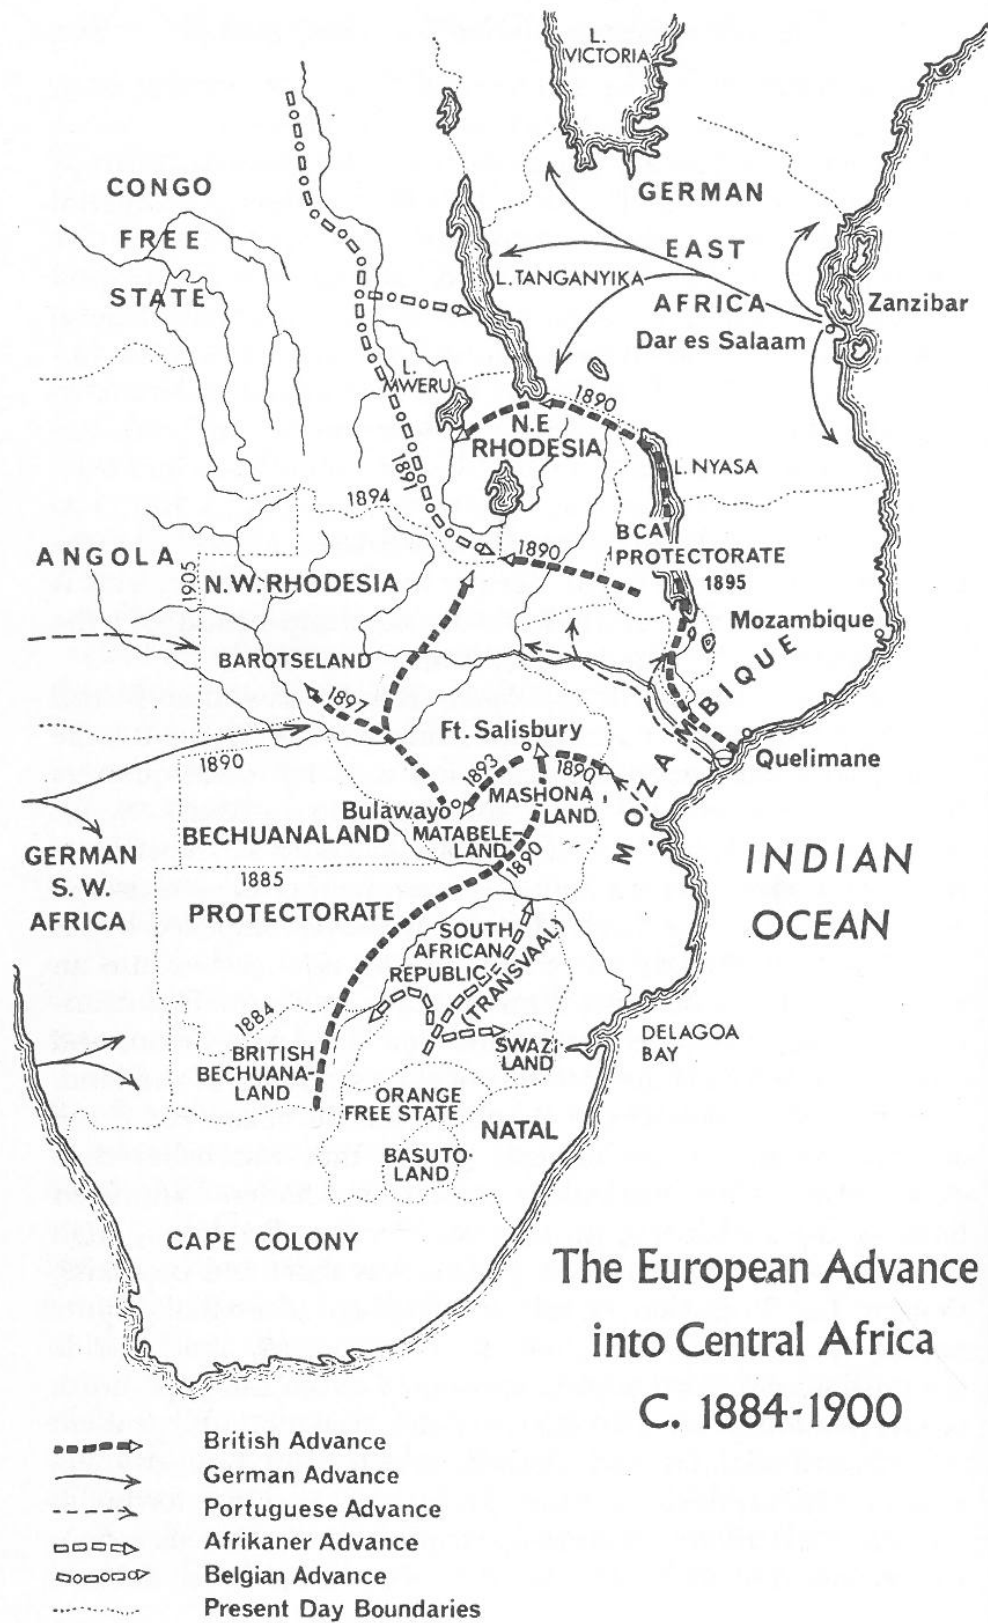 L.
VICTORIA
CONGO
FREE
STATE
GERMAN
EAST
AFRICA
L.TANGANYIKA
Zanzibar
Dar es Salaam
L.
MWERU
1890
N.E
RHODESIA
1891
L.NYASA
1894
BCA
PROTECTORATE
1895
1890
ANGOLA
1905
N.W.RHODESIA
Mozambique
BAROTSELAND
1897
MOZAMBIQUE
Ft. Salisbury
Quelimane
1890
1893
1890
MASHONA
LAND
Bulawayo
BECHUANALAND
MATABELE-
LAND
1890
INDIAN
OCEAN
GERMAN
S.W.
AFRICA
1885
PROTECTORATE
SOUTH
AFRICAN
REPUBLIC
(TRANSVAAL)
1884
BRITISH
BECHUANA-
LAND
SWAZI
LAND
DELAGOA
BAY
ORANGE
FREE STATE
NATAL
BASUTO-
LAND
CAPE COLONY
The European Advance
into Central Africa
C. 1884-1900
British Advance
German Advance
Portuguese Advance
Afrikaner Advance
Belgian Advance
Present Day Boundaries